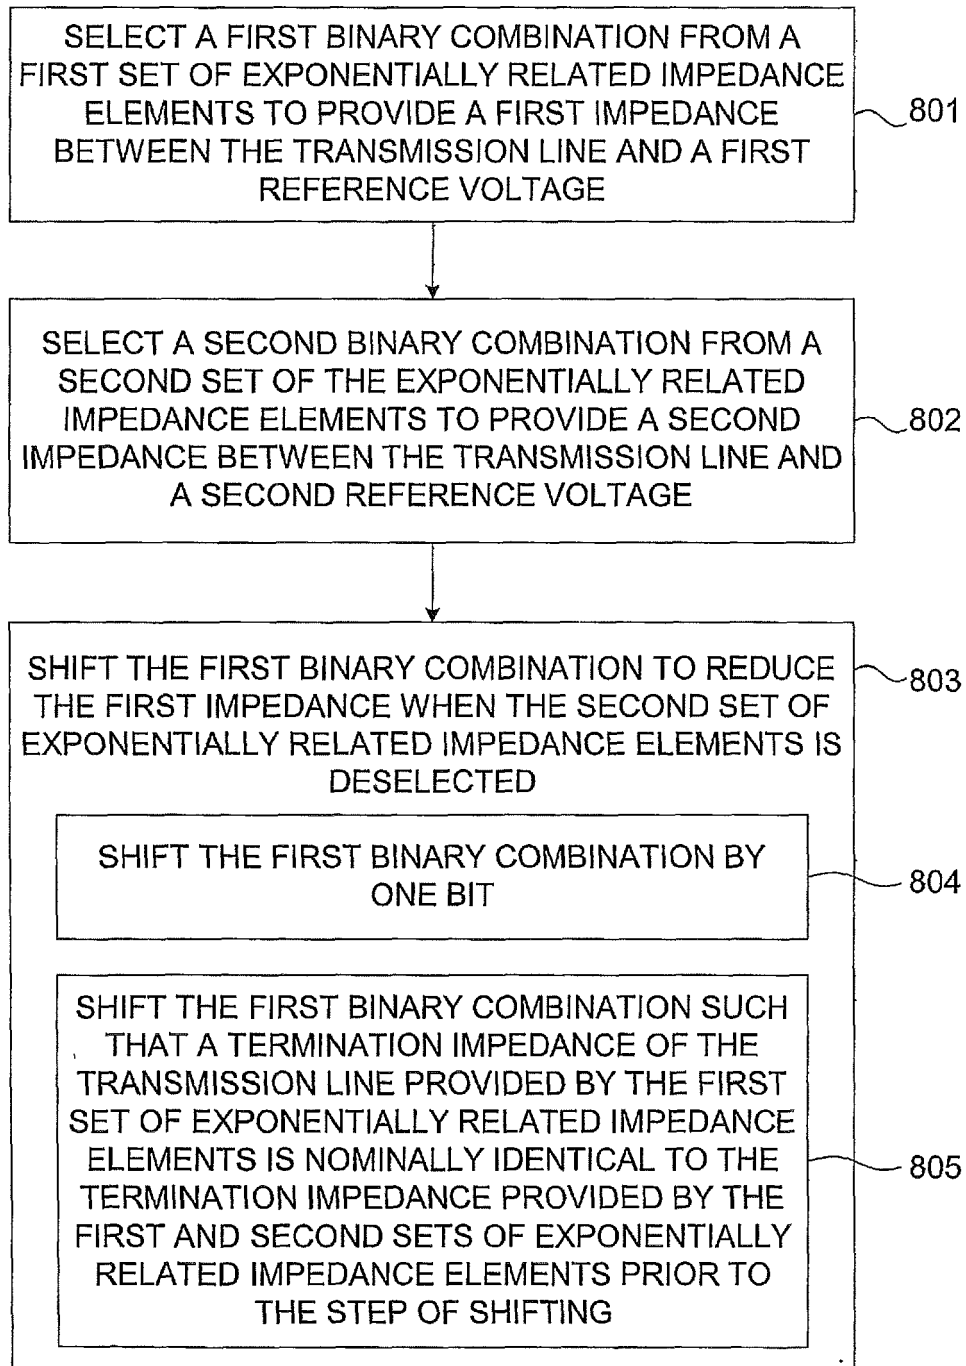 SELECT A FIRST BINARY COMBINATION FROM A
FIRST SET OF EXPONENTIALLY RELATED IMPEDANCE
ELEMENTS TO PROVIDE A FIRST IMPEDANCE
BETWEEN THE TRANSMISSION LINE AND A FIRST
REFERENCE VOLTAGE
801
SELECT A SECOND BINARY COMBINATION FROM A
SECOND SET OF THE EXPONENTIALLY RELATED
IMPEDANCE ELEMENTS TO PROVIDE A SECOND
IMPEDANCE BETWEEN THE TRANSMISSION LINE AND
A SECOND REFERENCE VOLTAGE
802
SHIFT THE FIRST BINARY COMBINATION TO REDUCE
THE FIRST IMPEDANCE WHEN THE SECOND SET OF
EXPONENTIALLY RELATED IMPEDANCE ELEMENTS IS
DESELECTED
803
SHIFT THE FIRST BINARY COMBINATION BY
ONE BIT
804
SHIFT THE FIRST BINARY COMBINATION SUCH
THAT A TERMINATION IMPEDANCE OF THE
TRANSMISSION LINE PROVIDED BY THE FIRST
SET OF EXPONENTIALLY RELATED IMPEDANCE
ELEMENTS IS NOMINALLY IDENTICAL TO THE
TERMINATION IMPEDANCE PROVIDED BY THE
FIRST AND SECOND SETS OF EXPONENTIALLY
RELATED IMPEDANCE ELEMENTS PRIOR TO
THE STEP OF SHIFTING
805